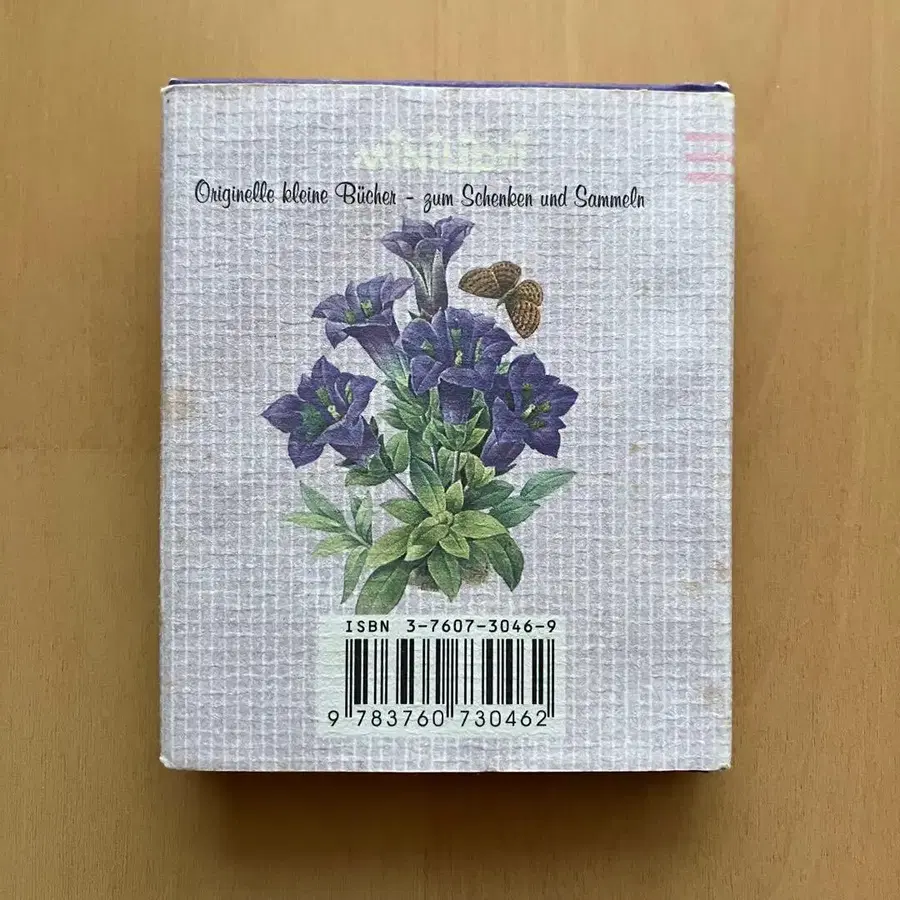 Originelle kleine Bücher - zum Schenken und Sammeln
ISBN 3-7607-3046-9
9 783760 730462